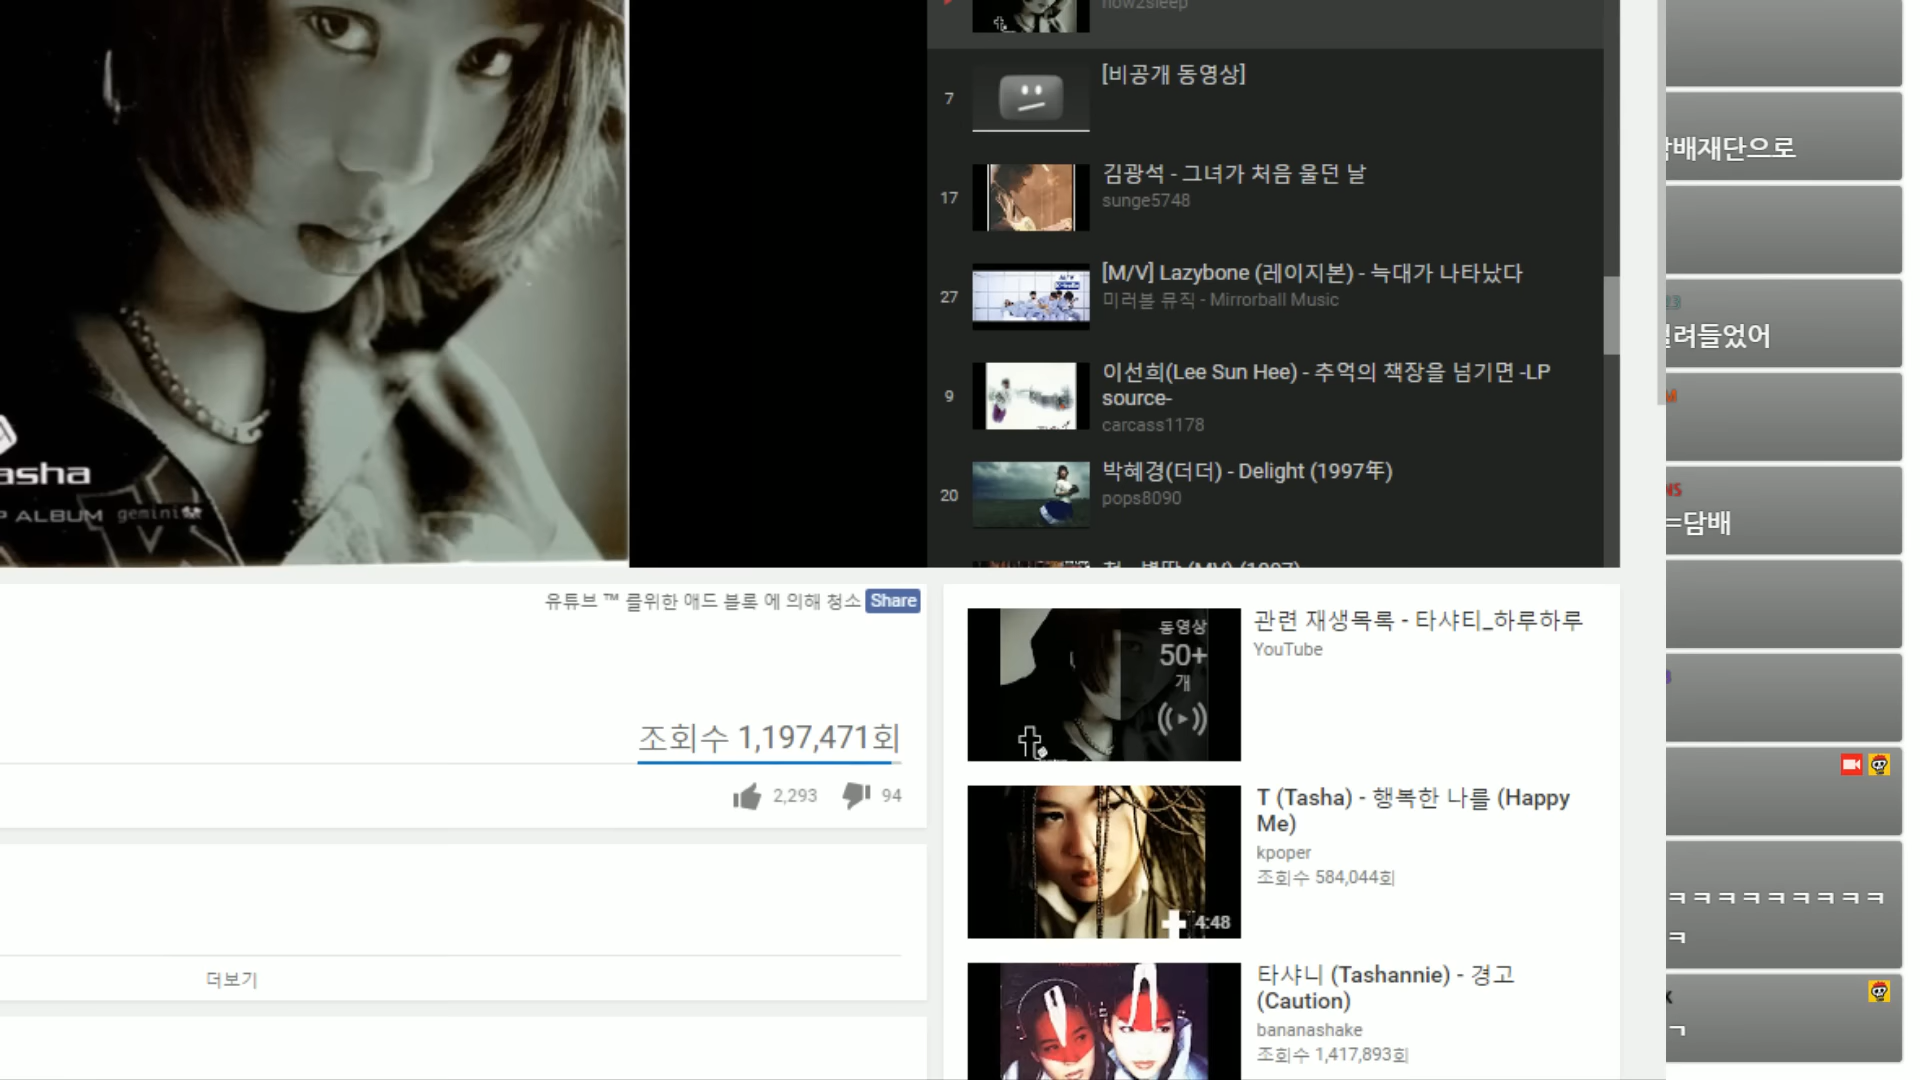 now2sleep
7
[비공개 동영상]
17
김광석 - 그녀가 처음 울던 날
sunge5748
27
[M/V] Lazybone (레이지본) - 늑대가 나타났다
미러볼 뮤직 - Mirrorball Music
9
이선희(Lee Sun Hee) - 추억의 책장을 넘기면 -LP
source-
carcass1178
20
박혜경(더더) - Delight (1997年)
pops8090
asha
P ALBUM gemini
유튜브 ™ 를위한 애드 블록 에 의해 청소 Share
조회수 1,197,471회
2,293 94
더보기
동영상
50+
개
관련 재생목록 - 타샤티_하루하루
YouTube
4:48
T (Tasha) - 행복한 나를 (Happy
Me)
kpoper
조회수 584,044회
타샤니 (Tashannie) - 경고
(Caution)
bananashake
조회수 1,417,893회
배재단으로
려들었어
=담배
ㅋㅋㅋㅋㅋㅋㅋㅋㅋ
ㅋ
ㄱ